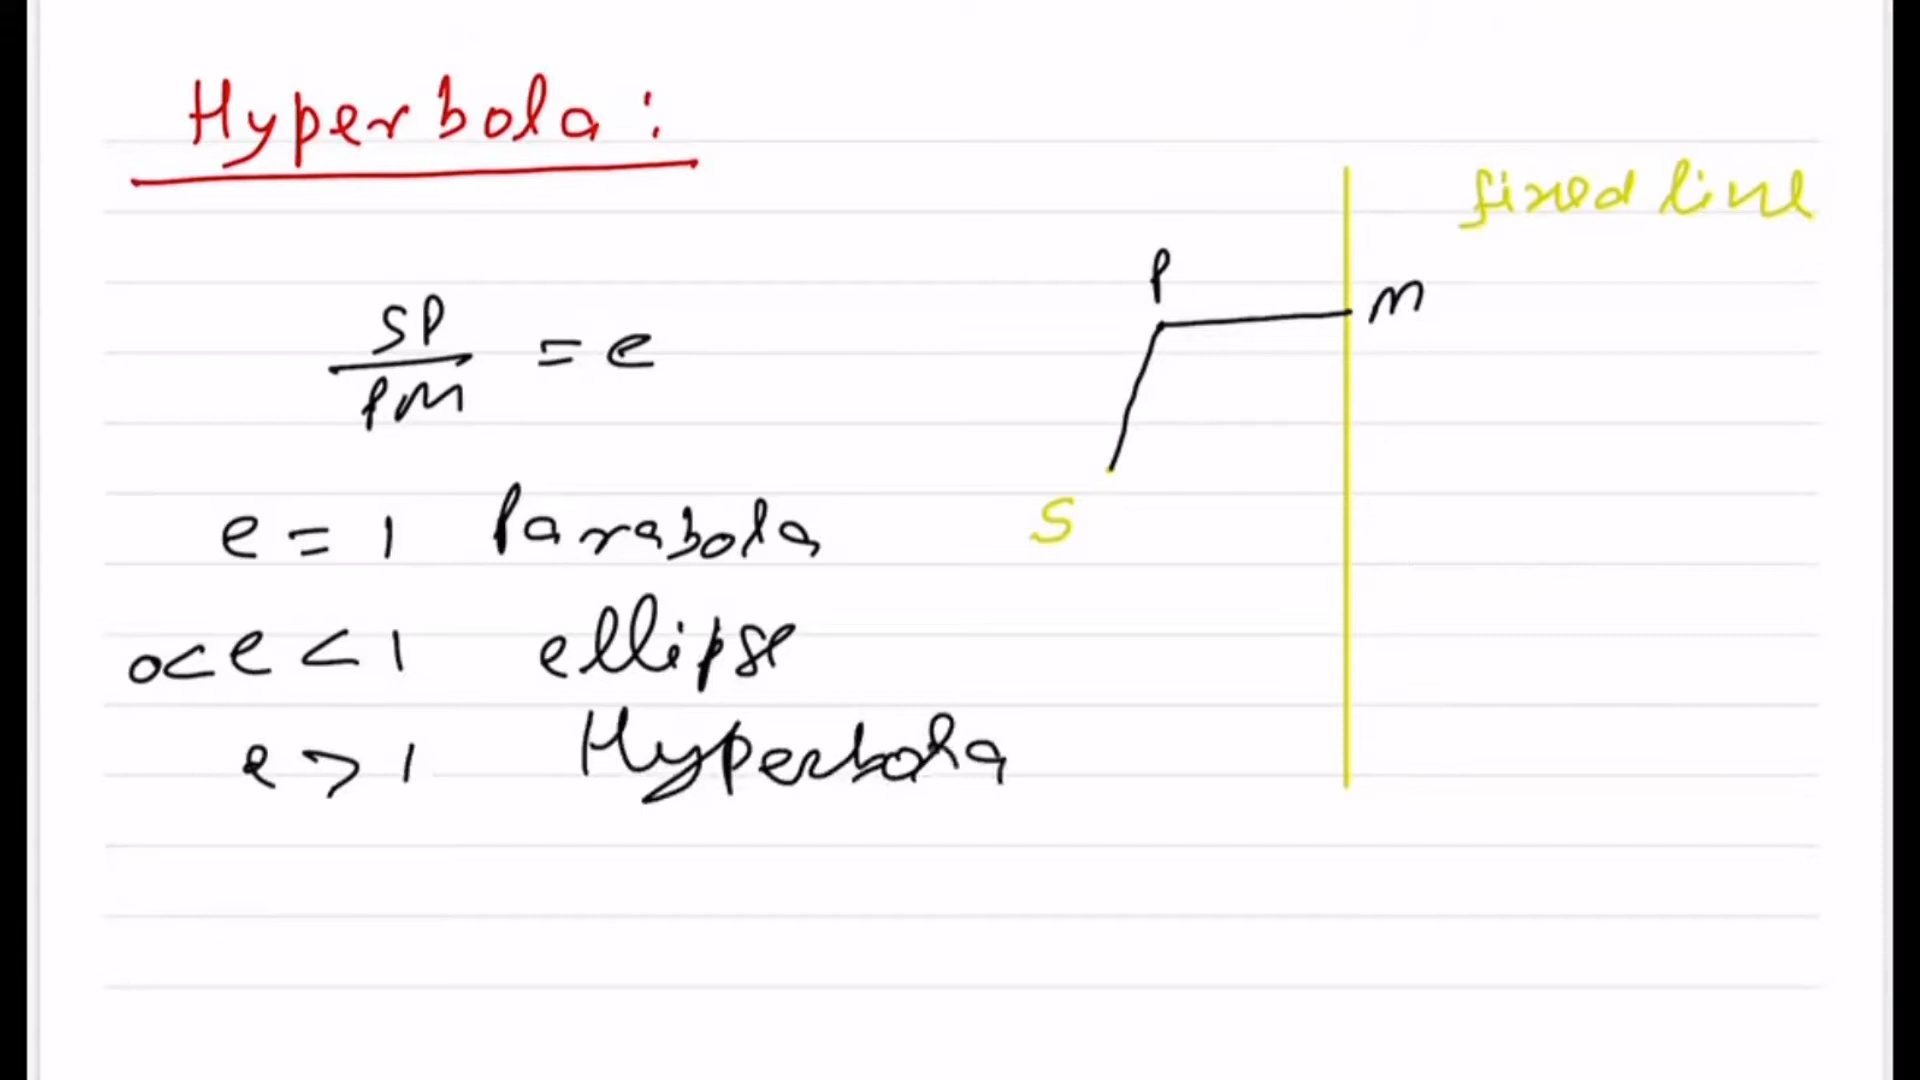 Hyperbola:
fixed line
P
M
SP
PM
= e
S
e = 1 Parabola
0 < e < 1 ellipse
e > 1 Hyperbola